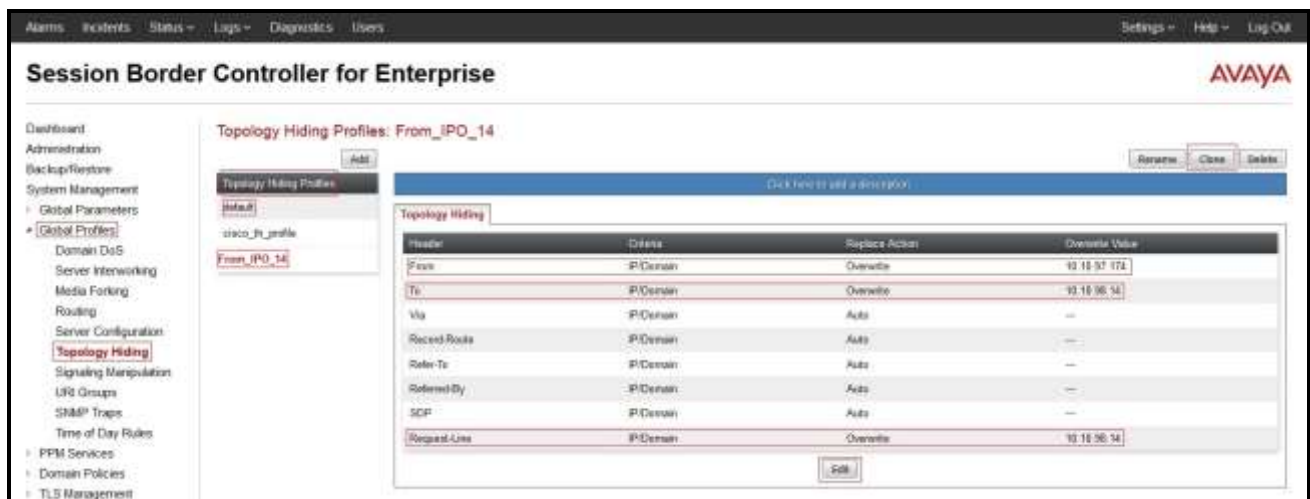 Alarms Incidents Status Logs Diagnostics Users Settings Help Log Out
Session Border Controller for Enterprise
AVAYA
Dashboard
Administration
Backup/Restore
System Management
Global Parameters
Global Profiles
Domain DoS
Server Interworking
Media Forking
Routing
Server Configuration
Topology Hiding
Signaling Manipulation
URI Groups
SNMP Traps
Time of Day Rules
PPM Services
Domain Policies
TLS Management
Topology Hiding Profiles: From_IPO_14
Add
Rename Clone Delete
Topology Hiding Profiles
default
cisco_th_profile
From_IPO_14
Click here to add a description.
Topology Hiding
Header Criteria Replace Action Overwrite Value
From IP/Domain Overwrite 10.10.97.174
To IP/Domain Overwrite 10.10.98.14
Via IP/Domain Auto ---
Record-Route IP/Domain Auto ---
Refer-To IP/Domain Auto ---
Referred-By IP/Domain Auto ---
SDP IP/Domain Auto ---
Request-Line IP/Domain Overwrite 10.10.98.14
Edit